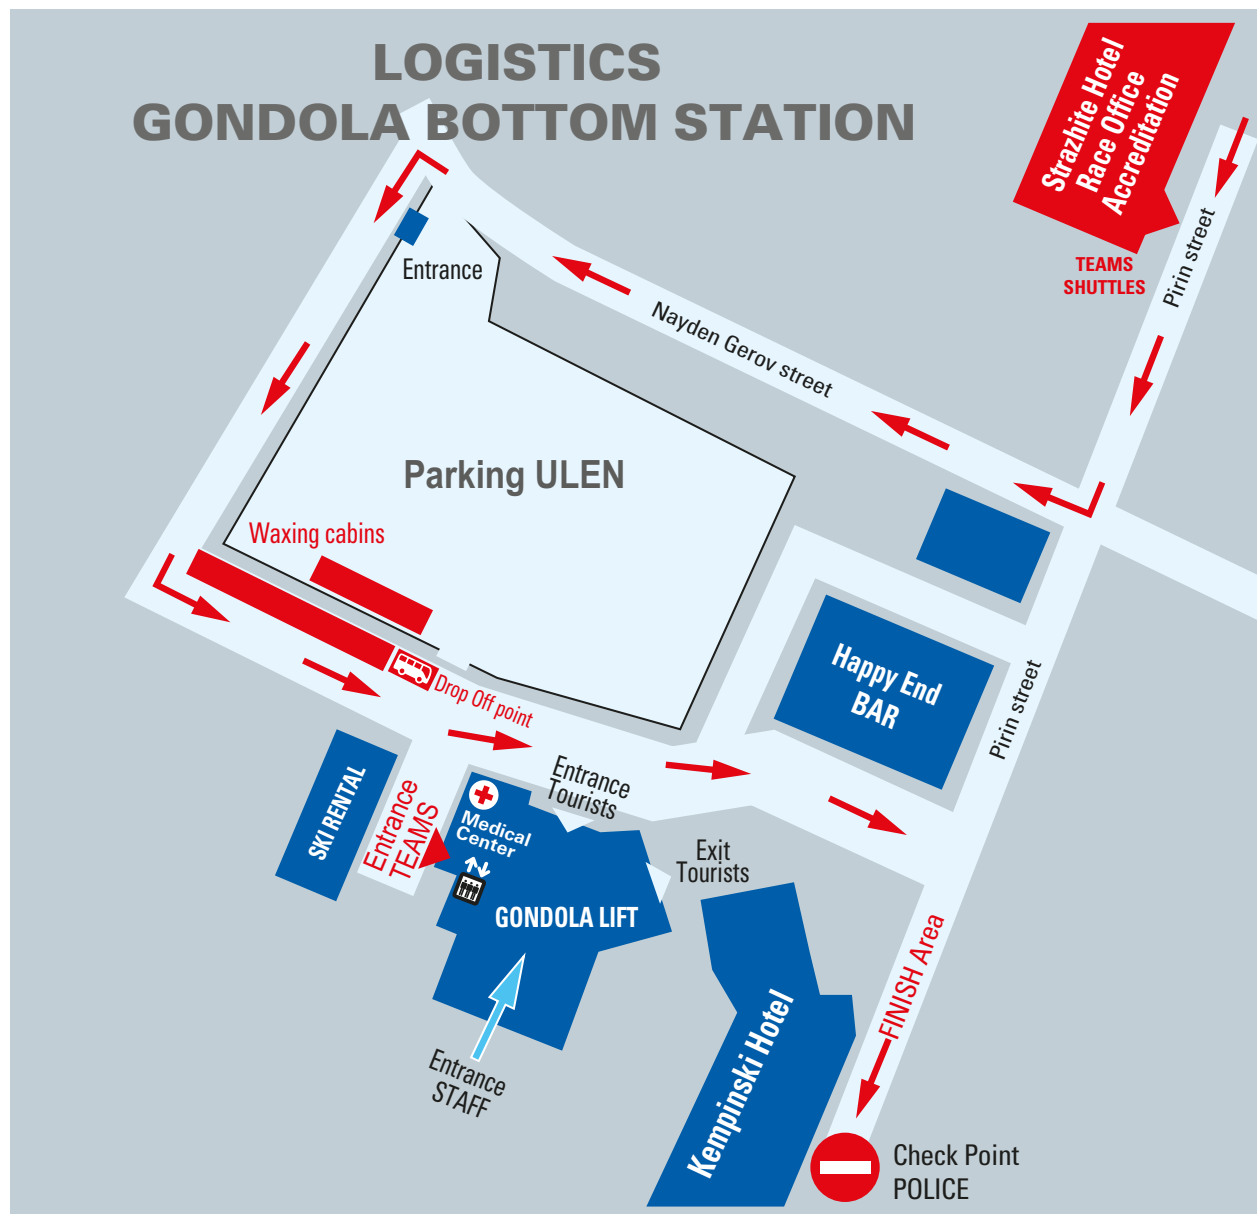 LOGISTICS
GONDOLA BOTTOM STATION
Strazhite Hotel
Race Office
Accreditation
TEAMS
SHUTTLES
Pirin street
Entrance
Nayden Gerov street
Parking ULEN
Waxing cabins
Drop Off point
Happy End
BAR
Pirin street
SKI RENTAL
Entrance
TEAMS
Medical
Center
Entrance
Tourists
Exit
Tourists
GONDOLA LIFT
Entrance
STAFF
Kempinski Hotel
FINISH Area
Check Point
POLICE